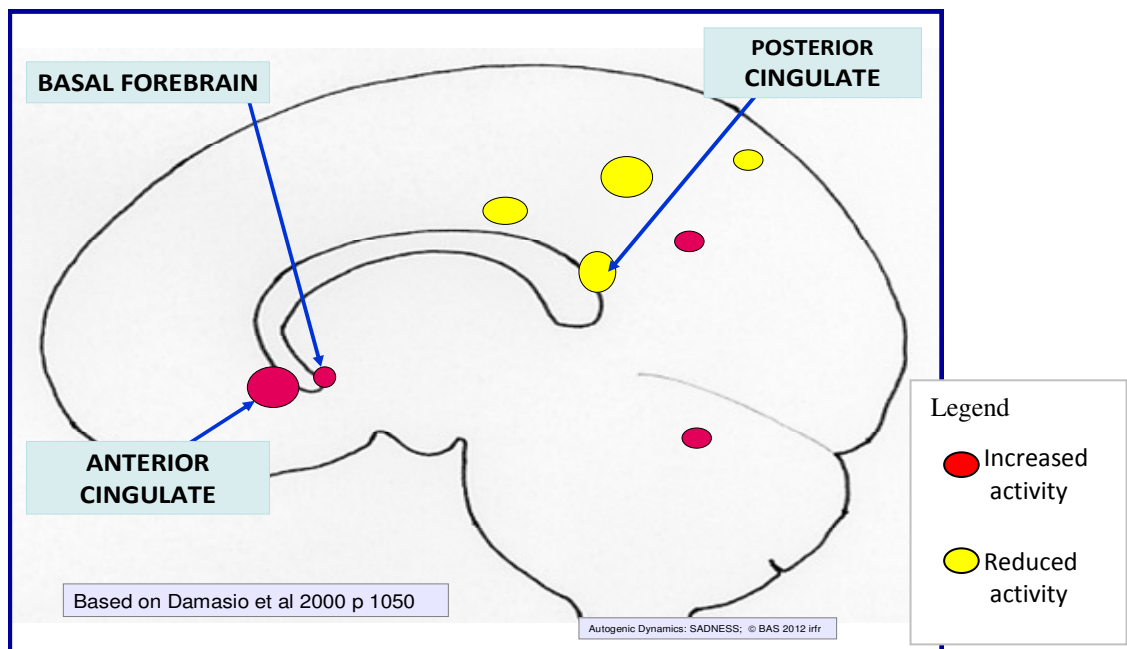 BASAL FOREBRAIN
POSTERIOR
CINGULATE
ANTERIOR
CINGULATE
Legend
Increased
activity
Reduced
activity
Based on Damasio et al 2000 p 1050
Autogenic Dynamics: SADNESS; © BAS 2012 irfr